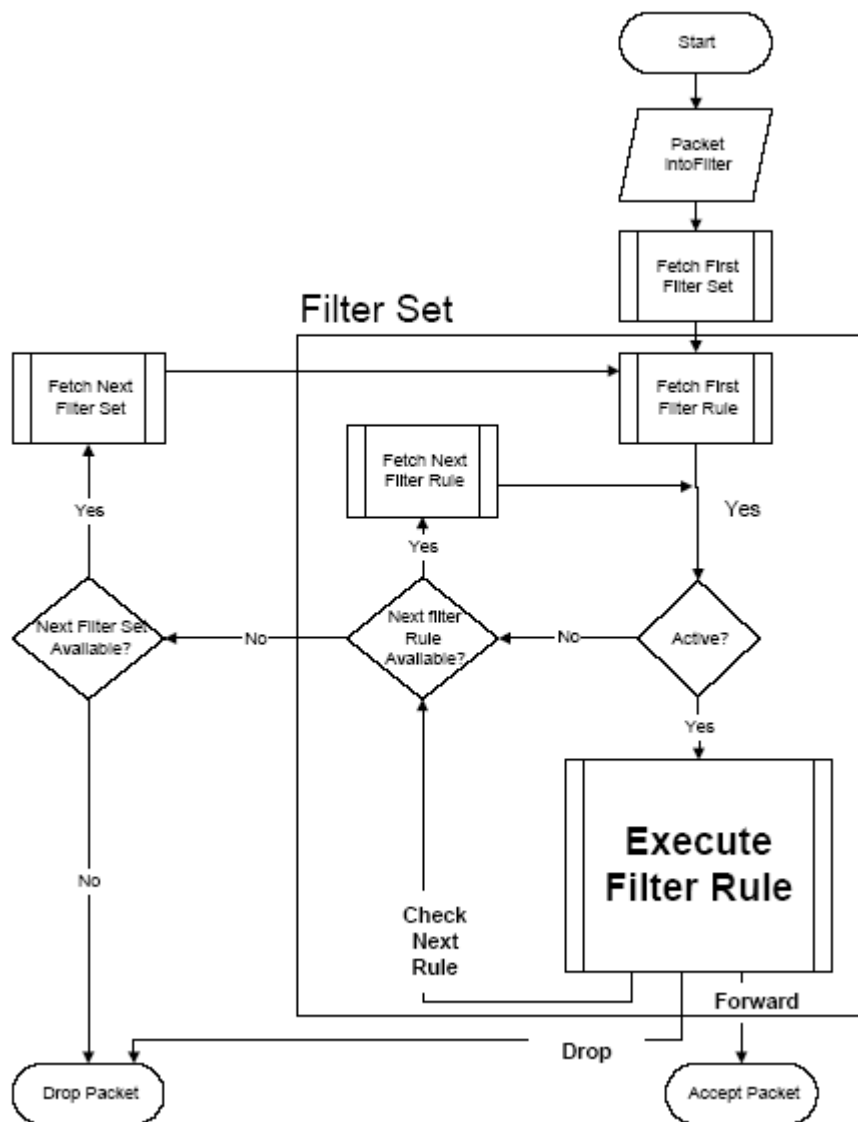 Start
Packet
IntoFilter
Fetch First
Filter Set
Filter Set
Fetch Next
Filter Set
Fetch First
Filter Rule
Fetch Next
Filter Rule
Yes
Yes
Yes
Next Filter Set
Available?
No
Next filter
Rule
Available?
No
Active?
Yes
Execute
Filter Rule
No
Check
Next
Rule
Forward
Drop
Drop Packet
Accept Packet